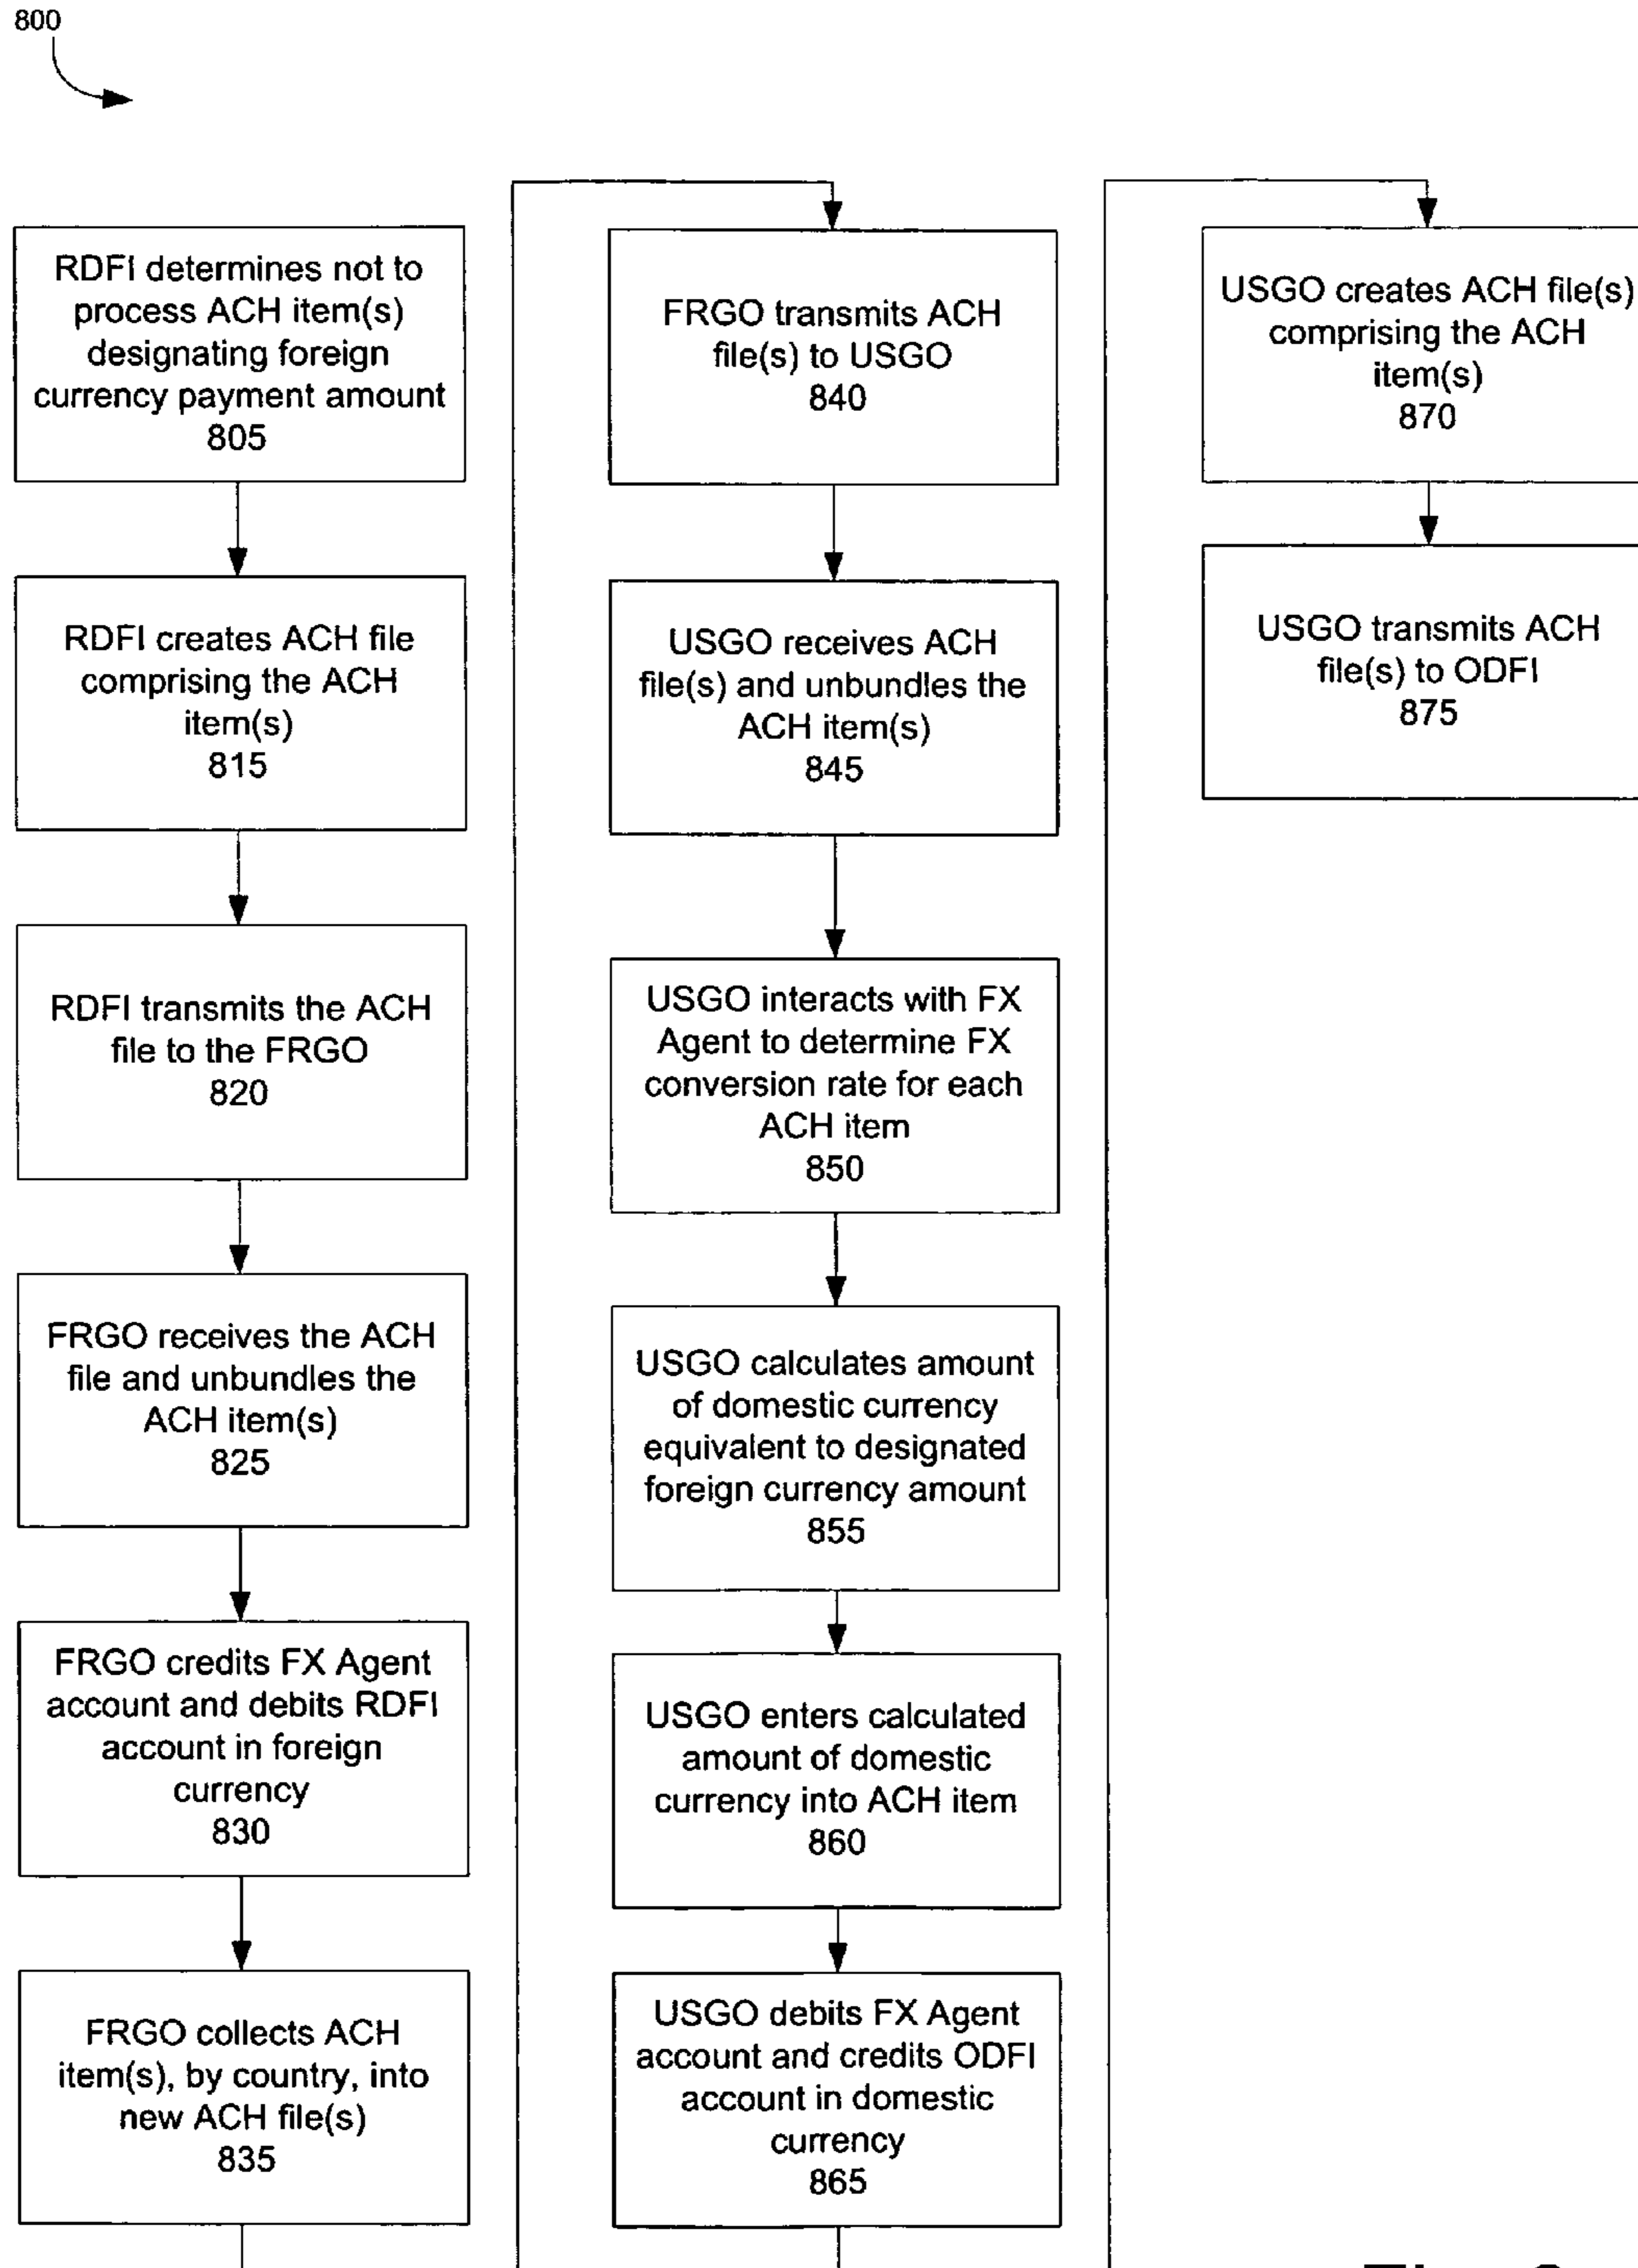 800
RDFI determines not to
process ACH item(s)
designating foreign
currency payment amount
805
RDFI creates ACH file
comprising the ACH
item(s)
815
RDFI transmits the ACH
file to the FRGO
820
FRGO receives the ACH
file and unbundles the
ACH item(s)
825
FRGO credits FX Agent
account and debits RDFI
account in foreign
currency
830
FRGO collects ACH
item(s), by country, into
new ACH file(s)
835
FRGO transmits ACH
file(s) to USGO
840
USGO receives ACH
file(s) and unbundles the
ACH item(s)
845
USGO interacts with FX
Agent to determine FX
conversion rate for each
ACH item
850
USGO calculates amount
of domestic currency
equivalent to designated
foreign currency amount
855
USGO enters calculated
amount of domestic
currency into ACH item
860
USGO debits FX Agent
account and credits ODFI
account in domestic
currency
865
USGO creates ACH file(s)
comprising the ACH
item(s)
870
USGO transmits ACH
file(s) to ODFI
875